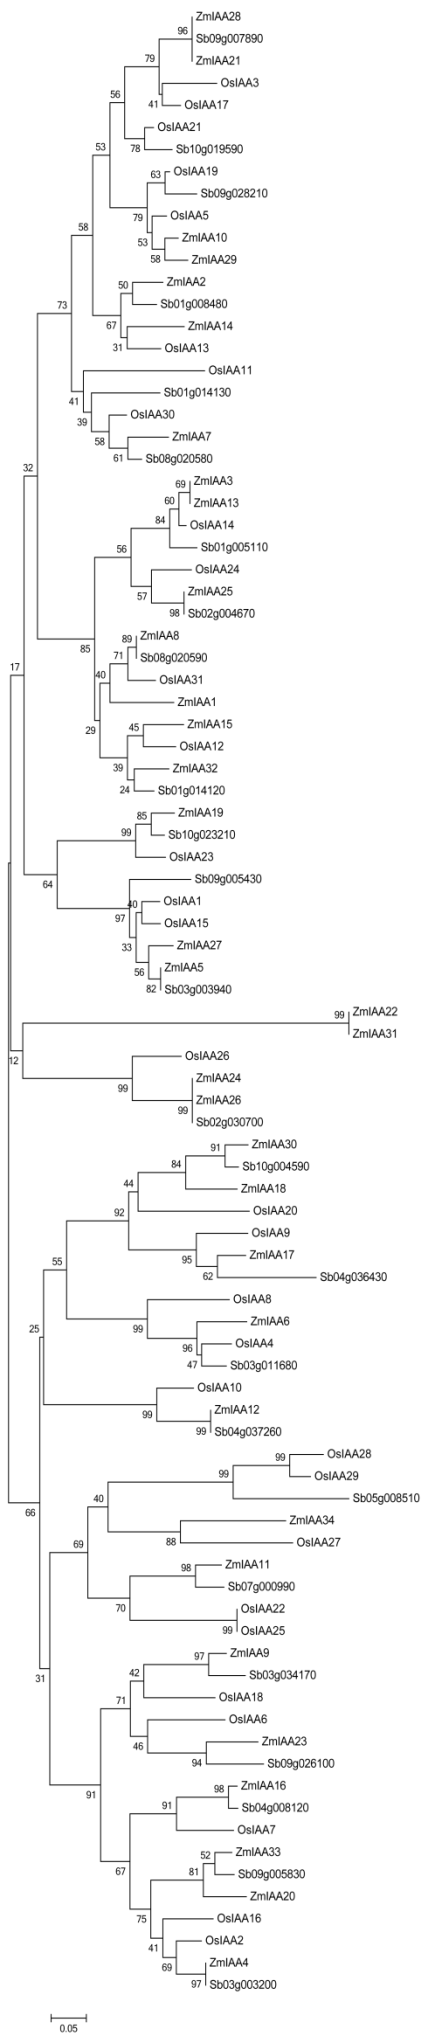 ZmIAA28
96
Sb09g007890
79
ZmIAA21
56
OsIAA3
41
OsIAA17
53
OsIAA21
78
Sb10g019590
63
OsIAA19
Sb09g028210
58
79
OsIAA5
53
ZmIAA10
58
ZmIAA29
50
ZmIAA2
73
Sb01g008480
67
ZmIAA14
31
OsIAA13
OsIAA11
41
Sb01g014130
39
OsIAA30
58
ZmIAA7
61
Sb08g020580
32
69
ZmIAA3
60
ZmIAA13
84
OsIAA14
Sb01g005110
56
OsIAA24
57
ZmIAA25
98
Sb02g004670
85
89
ZmIAA8
71
Sb08g020590
17
40
OsIAA31
ZmIAA1
29
45
ZmIAA15
OsIAA12
39
ZmIAA32
24
Sb01g014120
85
ZmIAA19
99
Sb10g023210
OsIAA23
64
Sb09g005430
40
OsIAA1
97
OsIAA15
33
ZmIAA27
56
ZmIAA5
82
Sb03g003940
99
ZmIAA22
ZmIAA31
12
OsIAA26
99
ZmIAA24
ZmIAA26
99
Sb02g030700
91
ZmIAA30
84
Sb10g004590
44
ZmIAA18
92
OsIAA20
OsIAA9
95
ZmIAA17
62
Sb04g036430
55
OsIAA8
99
ZmIAA6
96
OsIAA4
47
Sb03g011680
25
OsIAA10
99
ZmIAA12
99
Sb04g037260
66
99
OsIAA28
99
OsIAA29
40
Sb05g008510
ZmIAA34
88
OsIAA27
69
98
ZmIAA11
Sb07g000990
70
OsIAA22
99
OsIAA25
31
97
ZmIAA9
42
Sb03g034170
71
OsIAA18
OsIAA6
46
ZmIAA23
94
Sb09g026100
91
98
ZmIAA16
91
Sb04g008120
OsIAA7
67
52
ZmIAA33
81
Sb09g005830
ZmIAA20
75
OsIAA16
41
OsIAA2
69
ZmIAA4
97
Sb03g003200
0.05